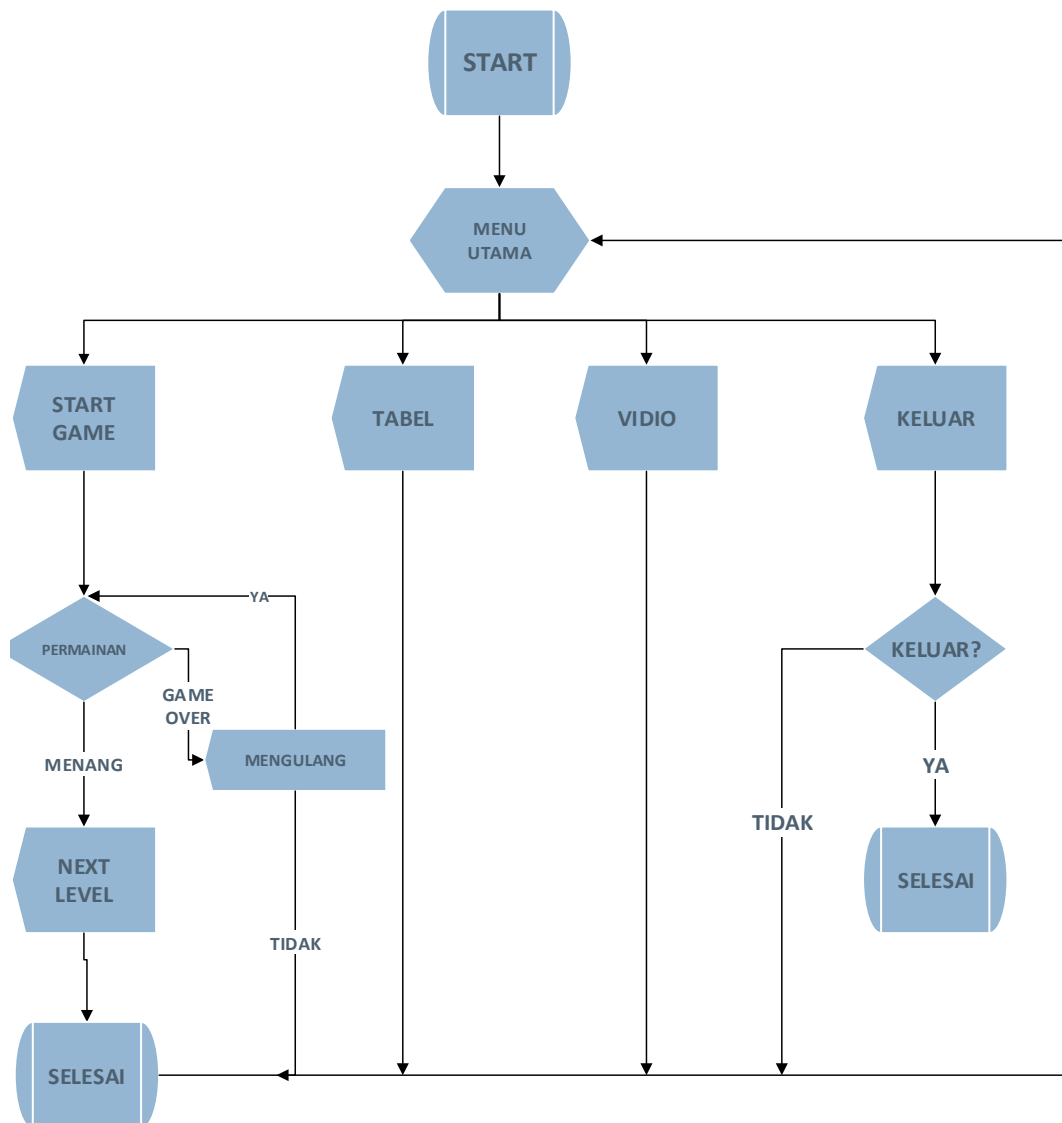 START
MENU
UTAMA
START
GAME
TABEL
VIDIO
KELUAR
YA
PERMAINAN
KELUAR?
GAME
OVER
MENGULANG
MENANG
YA
TIDAK
NEXT
LEVEL
SELESAI
TIDAK
SELESAI